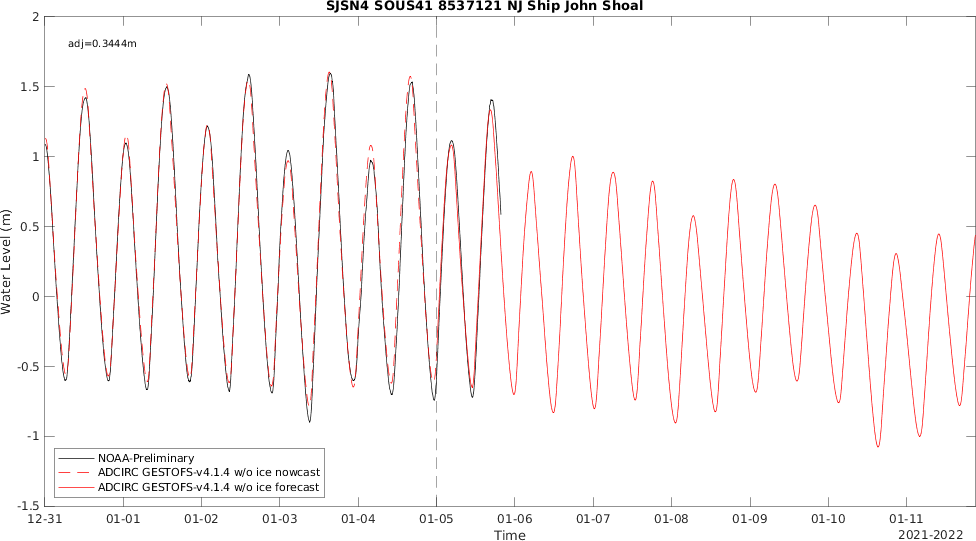 SJSN4 SOUS41 8537121 NJ Ship John Shoal
2
adj=0.3444m
1.5
1
0.5
0
-0.5
-1
-1.5
Water Level (m)
NOAA-Preliminary
ADCIRC GESTOFS-v4.1.4 w/o ice nowcast
ADCIRC GESTOFS-v4.1.4 w/o ice forecast
12-31 01-01 01-02 01-03 01-04 01-05 01-06 01-07 01-08 01-09 01-10 01-11
Time
2021-2022